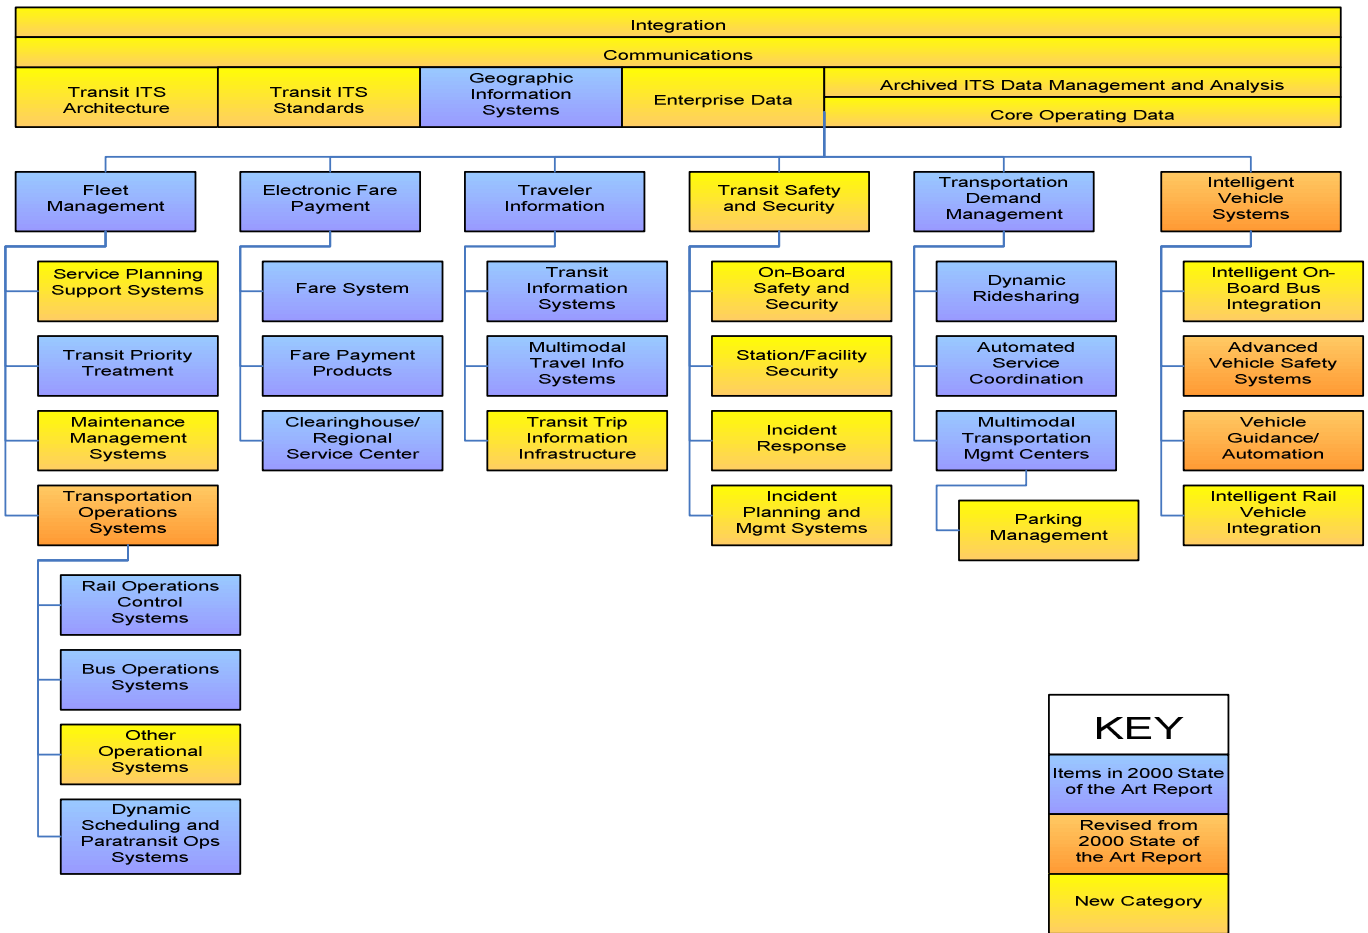 Integration
Communications
Transit ITS
Architecture
Transit ITS
Standards
Geographic
Information
Systems
Enterprise Data
Archived ITS Data Management and Analysis
Core Operating Data
Fleet
Management
Electronic Fare
Payment
Traveler
Information
Transit Safety
and Security
Transportation
Demand
Management
Intelligent
Vehicle
Systems
Service Planning
Support Systems
Fare System
Transit
Information
Systems
On-Board
Safety and
Security
Dynamic
Ridesharing
Intelligent On-
Board Bus
Integration
Transit Priority
Treatment
Fare Payment
Products
Multimodal
Travel Info
Systems
Station/Facility
Security
Automated
Service
Coordination
Advanced
Vehicle Safety
Systems
Maintenance
Management
Systems
Clearinghouse/
Regional
Service Center
Transit Trip
Information
Infrastructure
Incident
Response
Multimodal
Transportation
Mgmt Centers
Vehicle
Guidance/
Automation
Transportation
Operations
Systems
Incident
Planning and
Mgmt Systems
Parking
Management
Intelligent Rail
Vehicle
Integration
Rail Operations
Control
Systems
Bus Operations
Systems
Other
Operational
Systems
Dynamic
Scheduling and
Paratransit Ops
Systems
KEY
Items in 2000 State
of the Art Report
Revised from
2000 State of
the Art Report
New Category